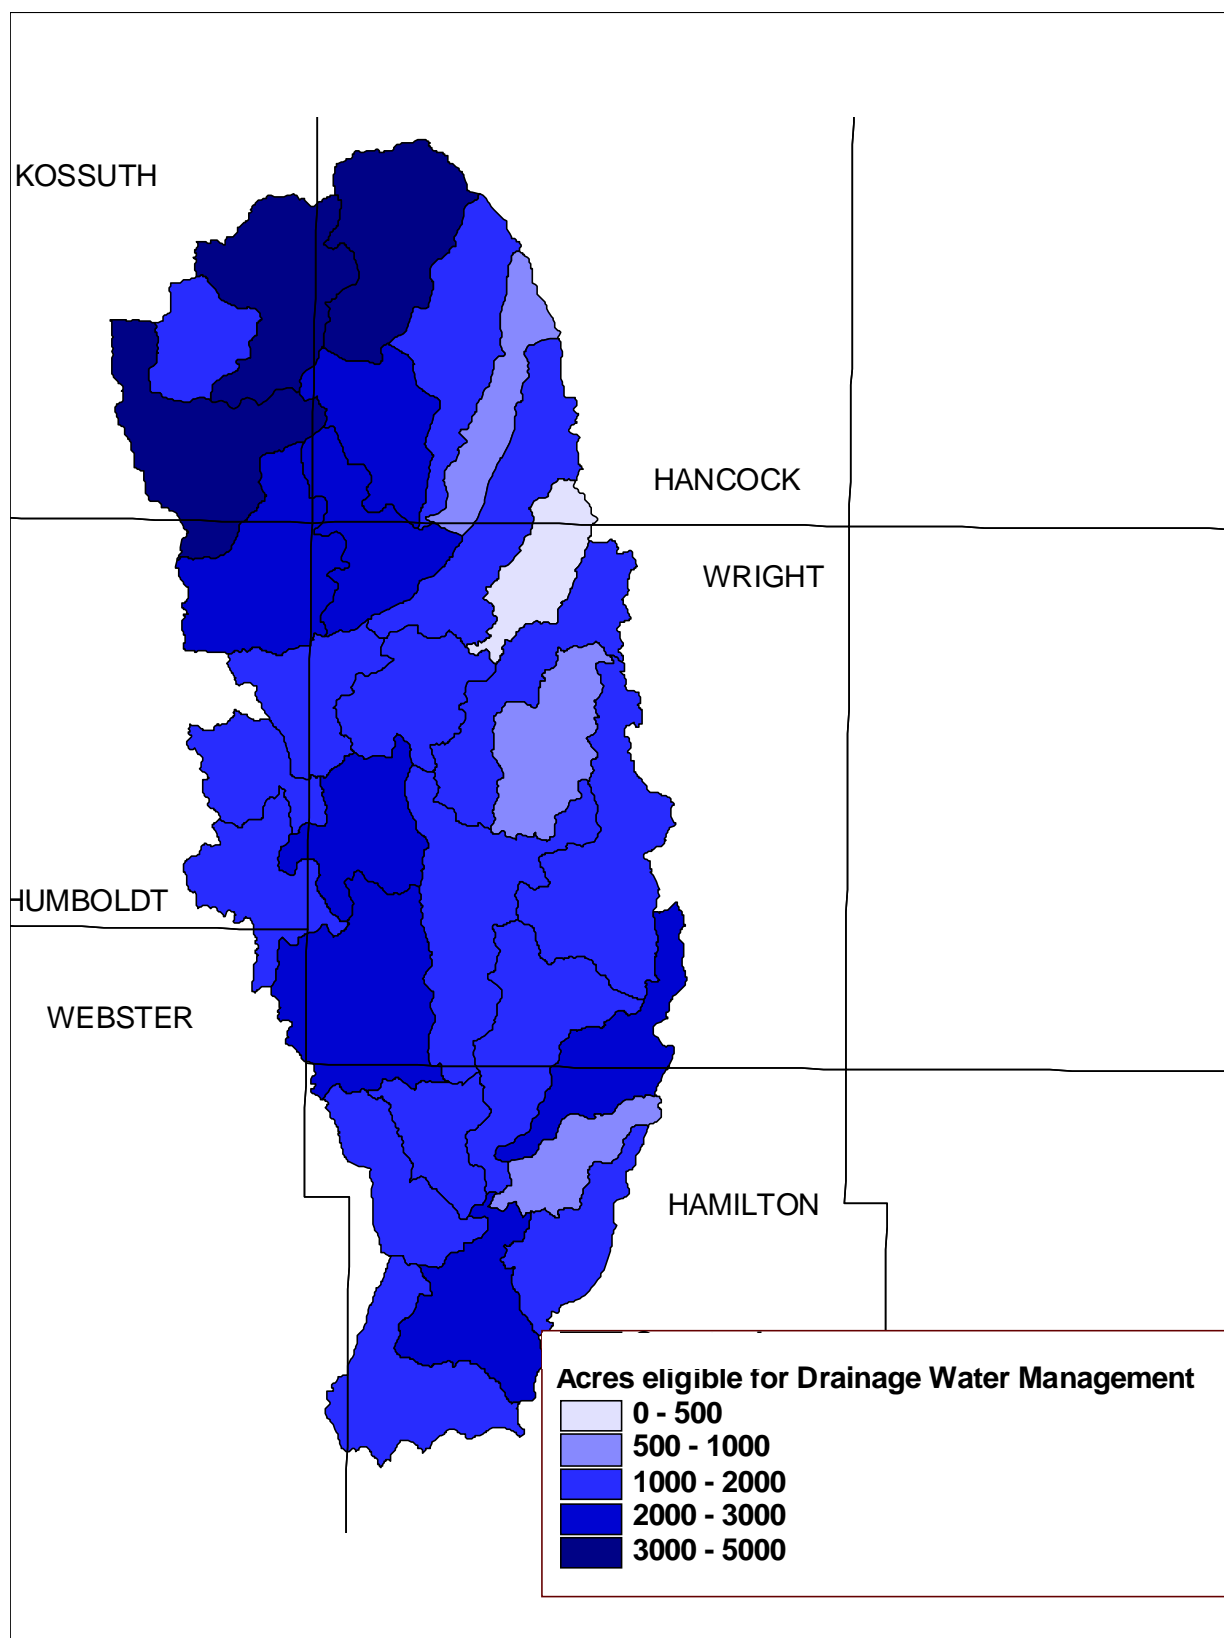 KOSSUTH
HANCOCK
WRIGHT
HUMBOLDT
WEBSTER
HAMILTON
Acres eligible for Drainage Water Management
0 - 500
500 - 1000
1000 - 2000
2000 - 3000
3000 - 5000